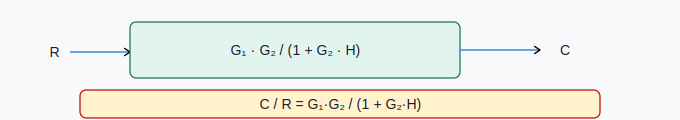 R
G₁ · G₂ / (1 + G₂ · H)
C
C / R = G₁·G₂ / (1 + G₂·H)